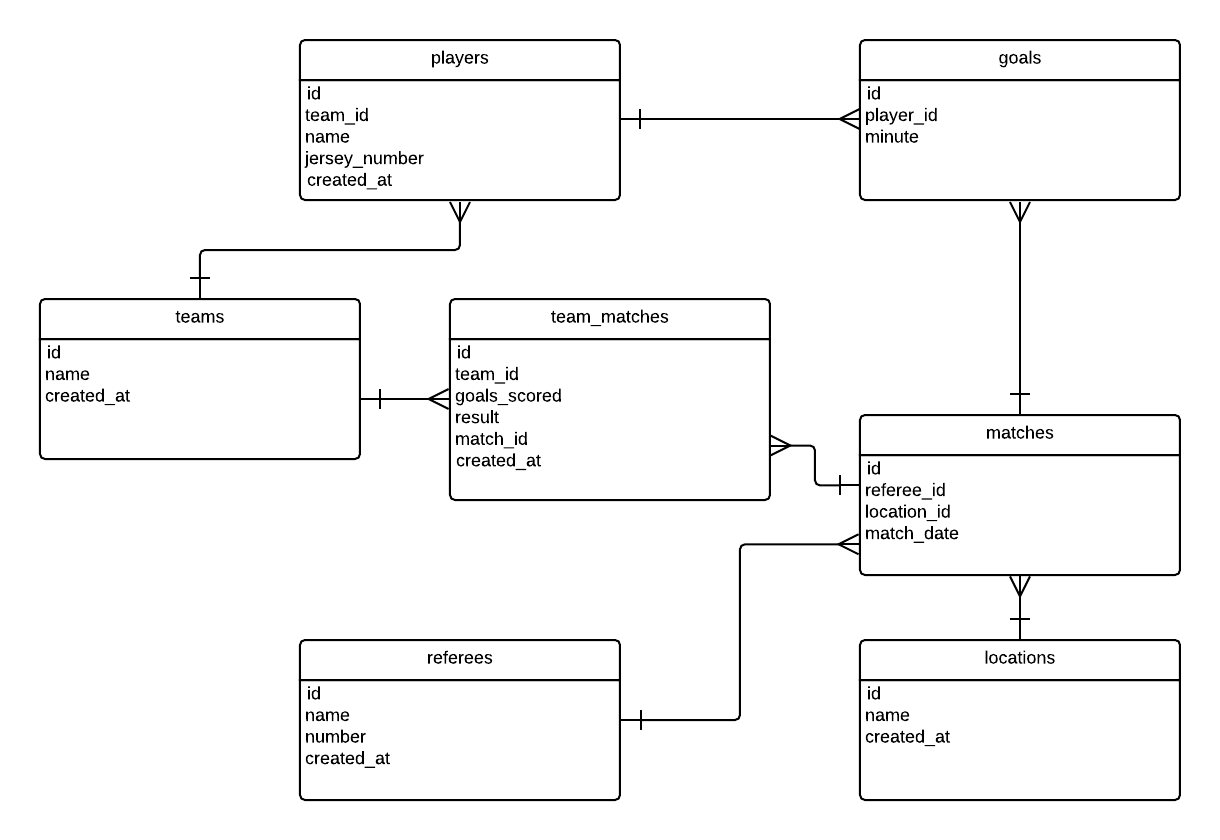 players
id
team_id
name
jersey_number
created_at
goals
id
player_id
minute
teams
id
name
created_at
team_matches
id
team_id
goals_scored
result
match_id
created_at
matches
id
referee_id
location_id
match_date
referees
id
name
number
created_at
locations
id
name
created_at